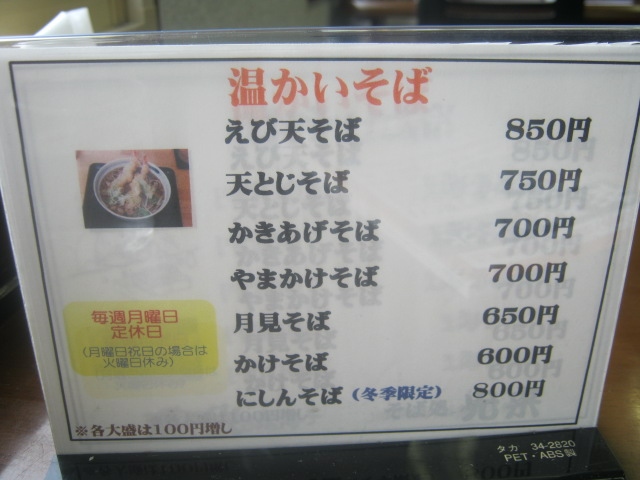 温かいそば
えび天そば 850円
天とじそば 750円
かきあげそば 700円
やまかけそば 700円
月見そば 650円
かけそば 600円
にしんそば(冬季限定) 800円
毎週月曜日
定休日
(月曜日祝日の場合は
火曜日休み)
※各大盛は100円増し
タカ 34-2820
PET・ABS製